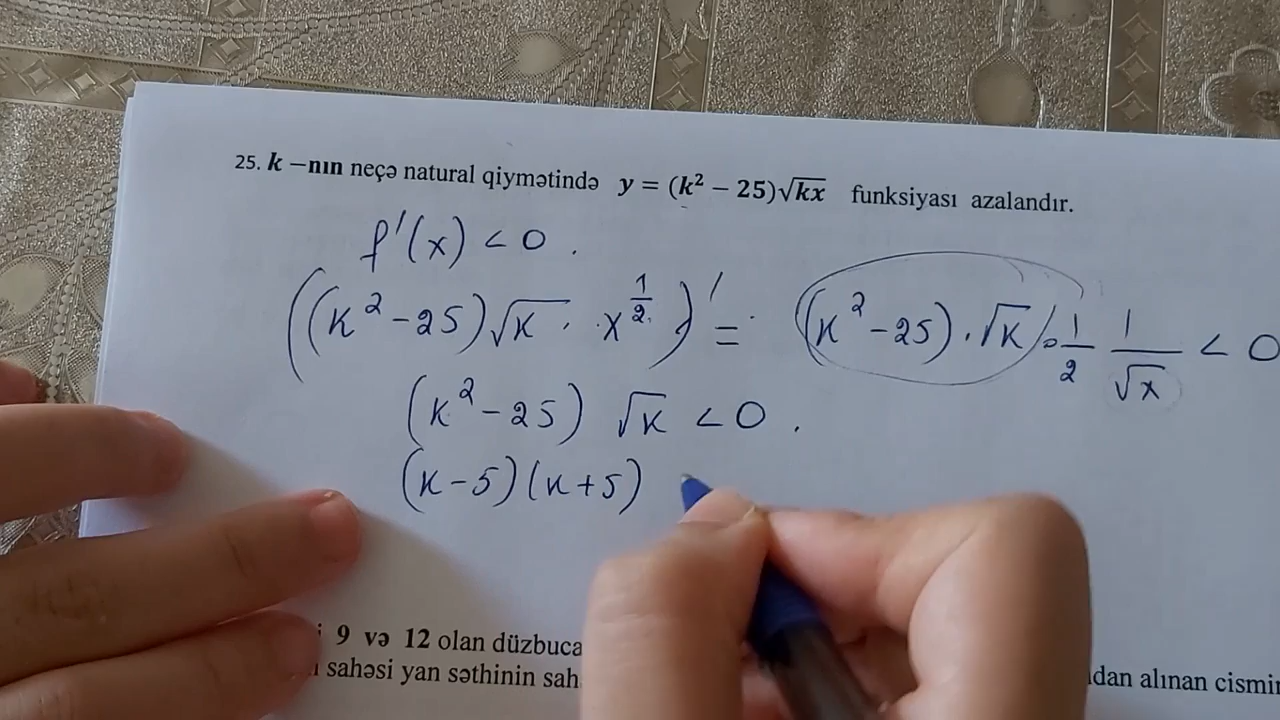 25. k –nın neçə natural qiymətində y = (k² – 25)√kx funksiyası azalandır.
f'(x) < 0 .
((k² – 25)√k · x^(1/2))' = (k² – 25) · √k · 1/2 1/√x < 0
(k² – 25) √k < 0 .
(k – 5)(k + 5)
9 və 12 olan düzbuca
sahəsi yan səthinin sah dan alınan cismin